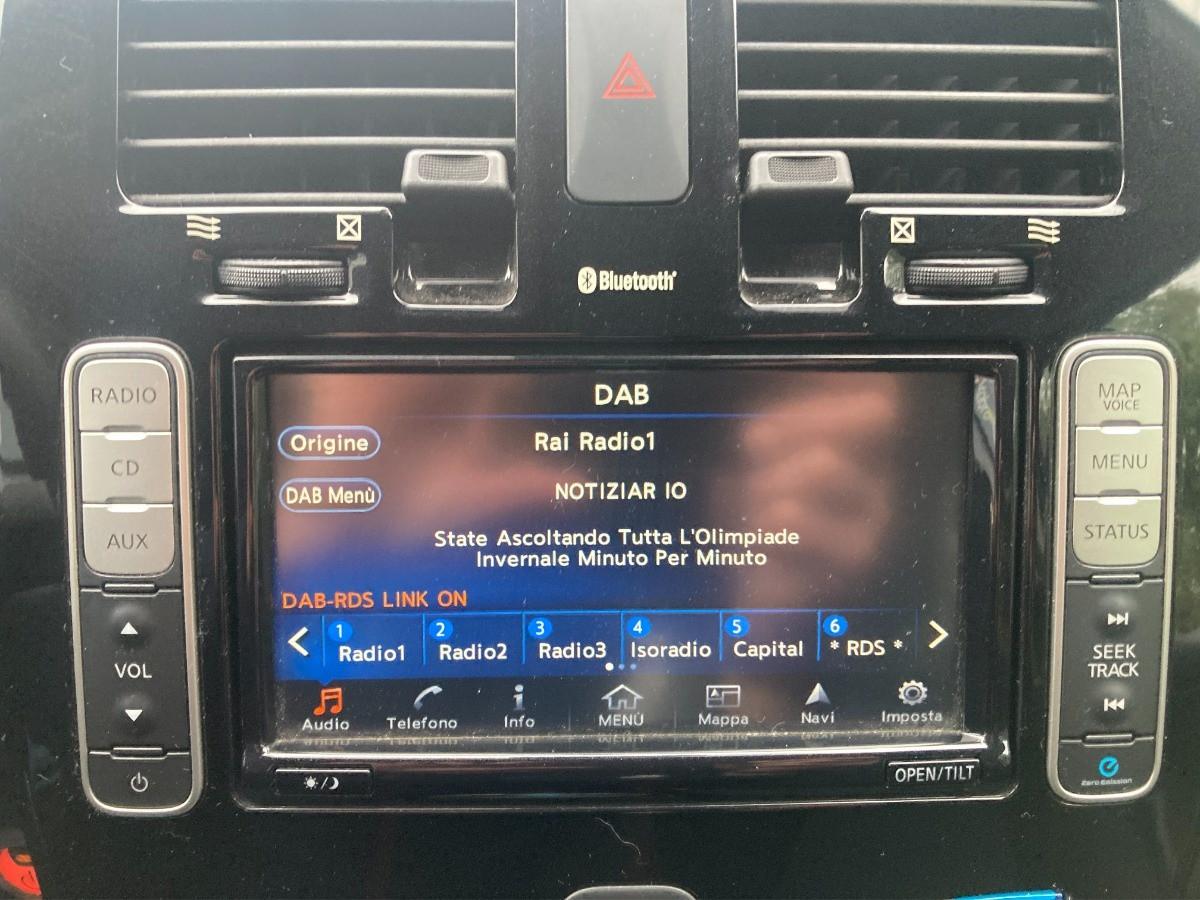 Bluetooth
RADIO
CD
AUX
VOL
DAB
Origine
Rai Radio1
DAB Menù
NOTIZIAR IO
State Ascoltando Tutta L'Olimpiade
Invernale Minuto Per Minuto
DAB-RDS LINK ON
1 2 3 4 5 6
Radio1 Radio2 Radio3 Isoradio Capital * RDS *
Audio Telefono Info MENÙ Mappa Navi Imposta
OPEN/TILT
MAP
VOICE
MENU
STATUS
SEEK
TRACK
Zero Emission